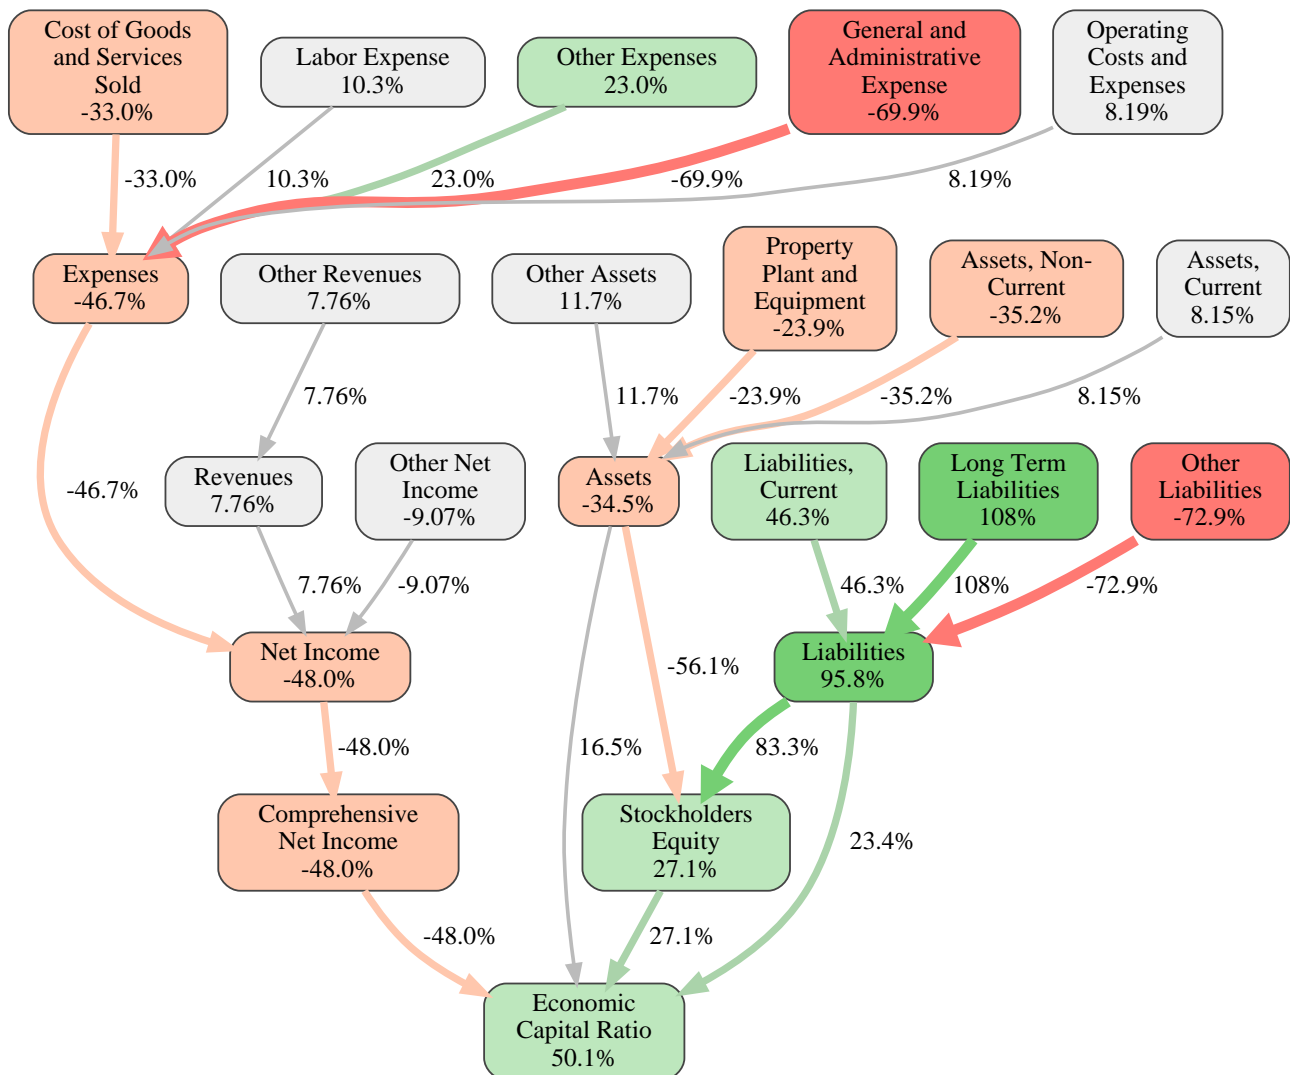 Cost of Goods
and Services
Sold
-33.0%
Labor Expense
10.3%
Other Expenses
23.0%
General and
Administrative
Expense
-69.9%
Operating
Costs and
Expenses
8.19%
-33.0%
10.3%
23.0%
-69.9%
8.19%
Expenses
-46.7%
Other Revenues
7.76%
Other Assets
11.7%
Property
Plant and
Equipment
-23.9%
Assets, Non-
Current
-35.2%
Assets,
Current
8.15%
7.76%
11.7%
-23.9%
-35.2%
8.15%
-46.7%
Revenues
7.76%
Other Net
Income
-9.07%
Assets
-34.5%
Liabilities,
Current
46.3%
Long Term
Liabilities
108%
Other
Liabilities
-72.9%
7.76%
-9.07%
46.3%
108%
-72.9%
Net Income
-48.0%
-56.1%
Liabilities
95.8%
-48.0%
16.5%
83.3%
Comprehensive
Net Income
-48.0%
Stockholders
Equity
27.1%
23.4%
-48.0%
27.1%
Economic
Capital Ratio
50.1%